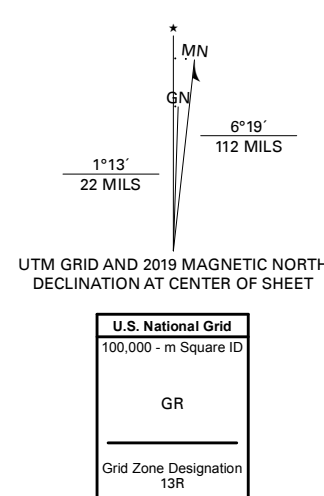 ★
MN
GN
6°19´
112 MILS
1°13´
22 MILS
UTM GRID AND 2019 MAGNETIC NORTH
DECLINATION AT CENTER OF SHEET
U.S. National Grid
100,000 - m Square ID
GR
Grid Zone Designation
13R